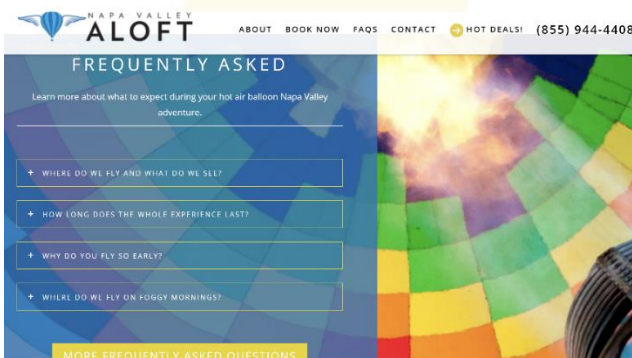 NAPA VALLEY
ALOFT
ABOUT BOOK NOW FAQS CONTACT HOT DEALS! (855) 944-4408
FREQUENTLY ASKED
Learn more about what to expect during your hot air balloon Napa Valley
adventure.
+ WHERE DO WE FLY AND WHAT DO WE SEE?
+ HOW LONG DOES THE WHOLE EXPERIENCE LAST?
+ WHY DO YOU FLY SO EARLY?
+ WHERE DO WE FLY ON FOGGY MORNINGS?
MORE FREQUENTLY ASKED QUESTIONS